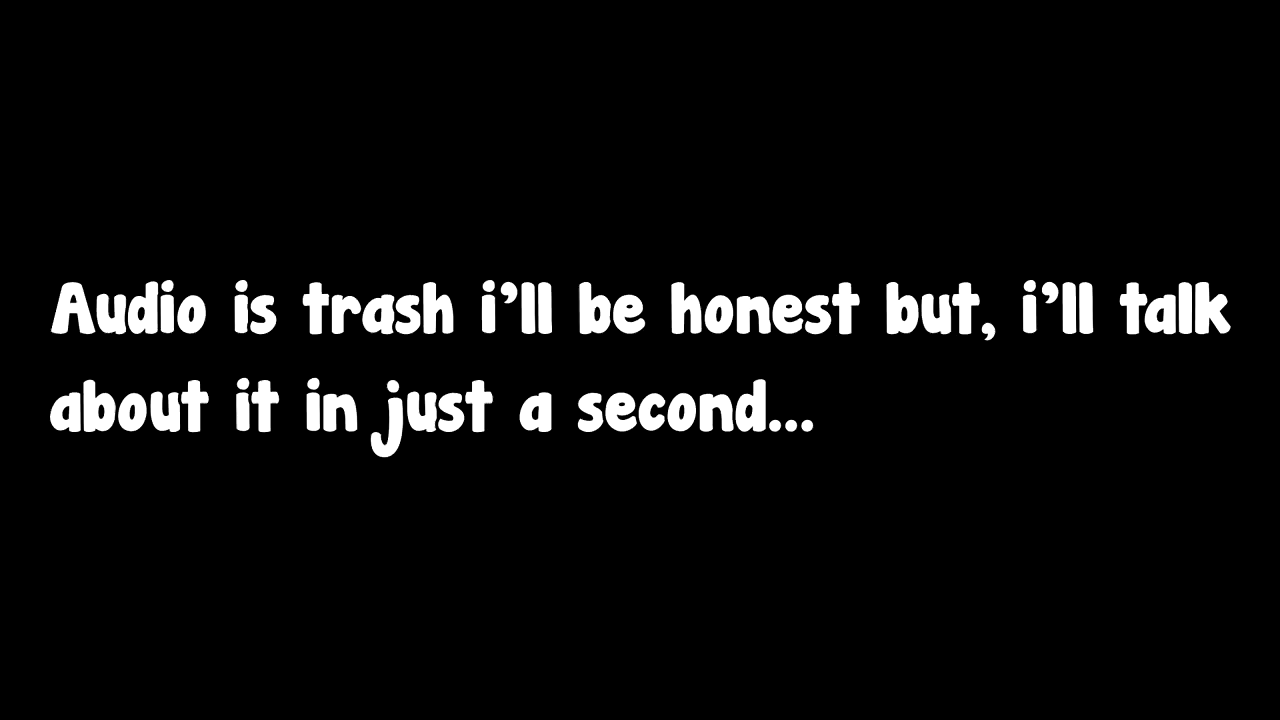 Audio is trash i'll be honest but, i'll talk
about it in just a second...